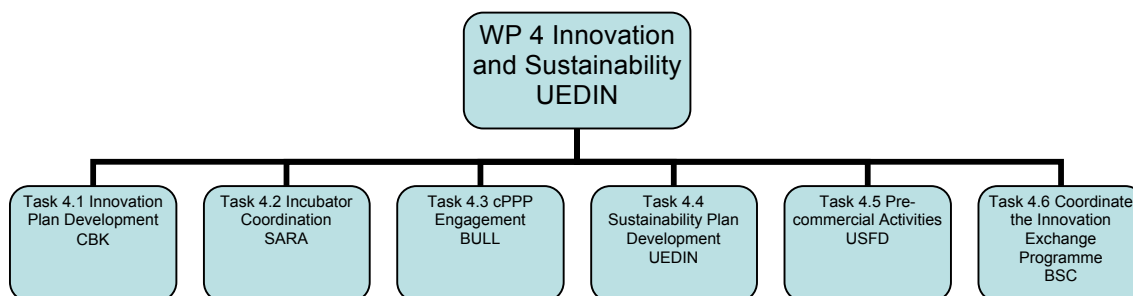 WP 4 Innovation
and Sustainability
UEDIN
Task 4.1 Innovation
Plan Development
CBK
Task 4.2 Incubator
Coordination
SARA
Task 4.3 cPPP
Engagement
BULL
Task 4.4
Sustainability Plan
Development
UEDIN
Task 4.5 Pre-
commercial Activities
USFD
Task 4.6 Coordinate
the Innovation
Exchange
Programme
BSC